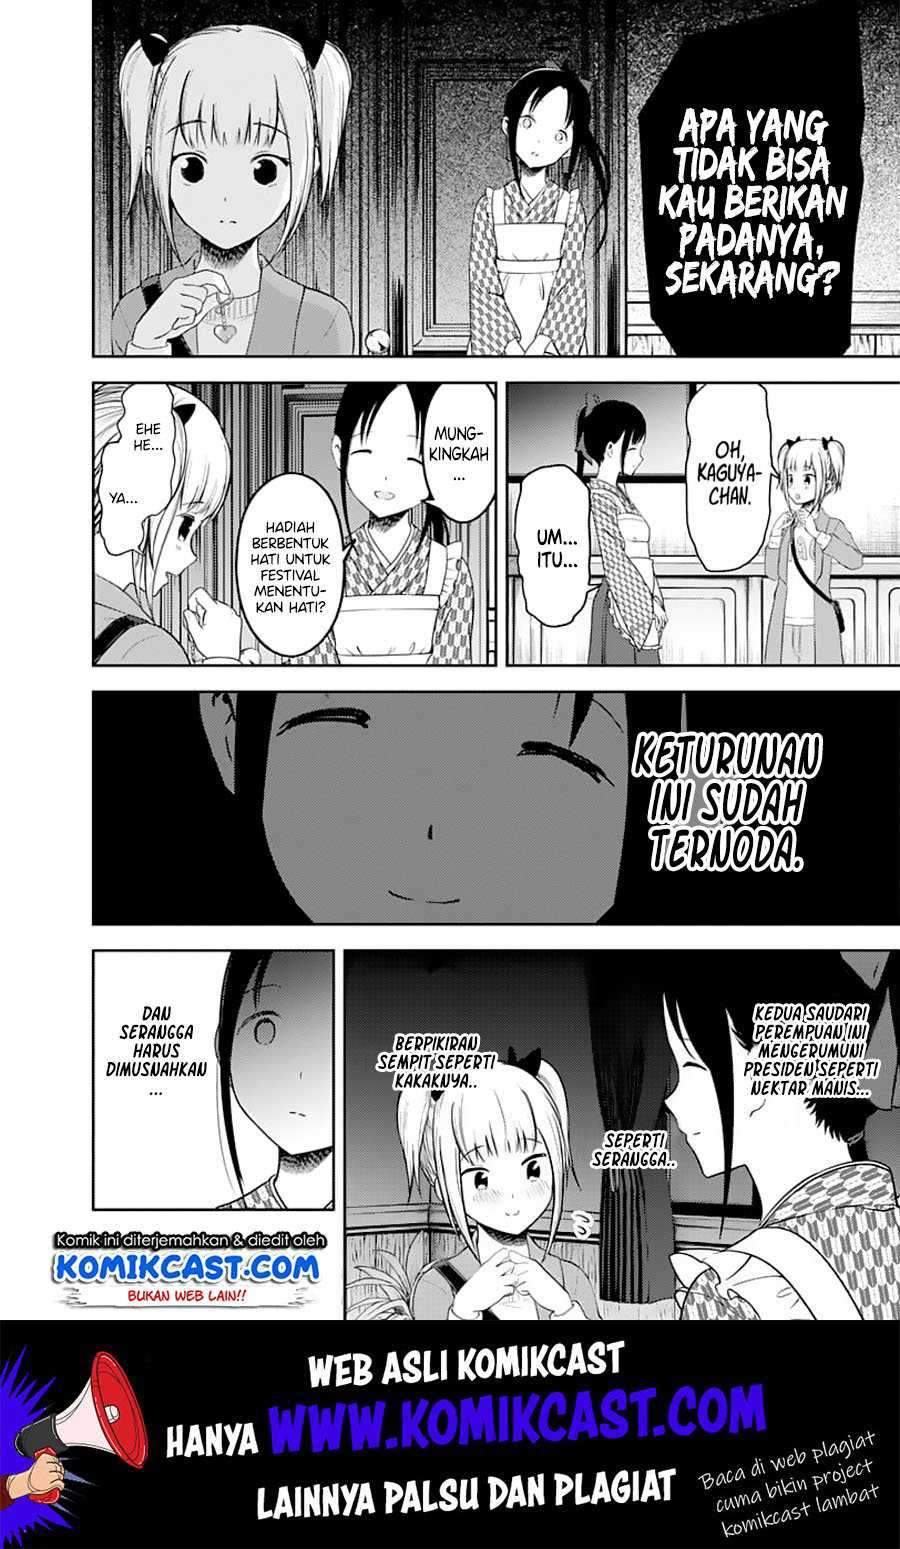 APA YANG
TIDAK BISA
KAU BERIKAN
PADANYA,
SEKARANG?
OH,
KAGUYA-
CHAN.
UM...
ITU...
MUNG-
KINGKAH
...
HADIAH
BERBENTUK
HATI UNTUK
FESTIVAL
MENENTU-
KAN HATI?
EHE
HE...
YA...
KETURUNAN
INI SUDAH
TERNODA.
KEDUA SAUDARI
PEREMPUAN INI
MENGERUMUNI
PRESIDEN SEPERTI
NEKTAR MANIS...
SEPERTI
SERANGGA..
BERPIKIRAN
SEMPIT SEPERTI
KAKAKNYA..
DAN
SERANGGA
HARUS
DIMUSNAHKAN
...
Komik ini diterjemahkan & diedit oleh
KOMIKCAST.COM
BUKAN WEB LAIN!!
WEB ASLI KOMIKCAST
HANYA WWW.KOMIKCAST.COM
LAINNYA PALSU DAN PLAGIAT
Baca di web plagiat
cuma bikin project
komikcast lambat